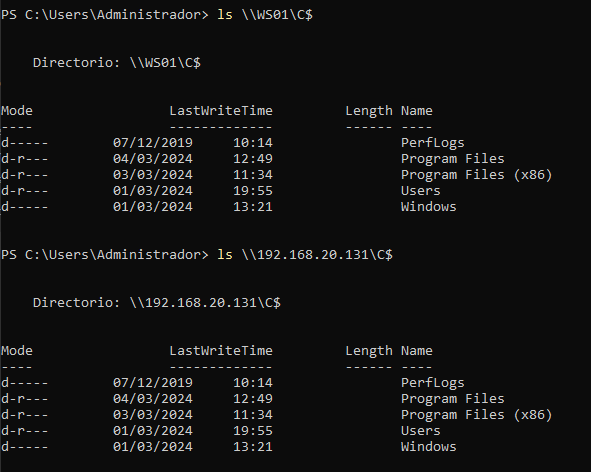 PS C:\Users\Administrador> ls \\WS01\C$
Directorio: \\WS01\C$
Mode                 LastWriteTime         Length Name
----                 -------------         ------ ----
d-----        07/12/2019     10:14                PerfLogs
d-r---        04/03/2024     12:49                Program Files
d-r---        03/03/2024     11:34                Program Files (x86)
d-r---        01/03/2024     19:55                Users
d-----        01/03/2024     13:21                Windows
PS C:\Users\Administrador> ls \\192.168.20.131\C$
Directorio: \\192.168.20.131\C$
Mode                 LastWriteTime         Length Name
----                 -------------         ------ ----
d-----        07/12/2019     10:14                PerfLogs
d-r---        04/03/2024     12:49                Program Files
d-r---        03/03/2024     11:34                Program Files (x86)
d-r---        01/03/2024     19:55                Users
d-----        01/03/2024     13:21                Windows